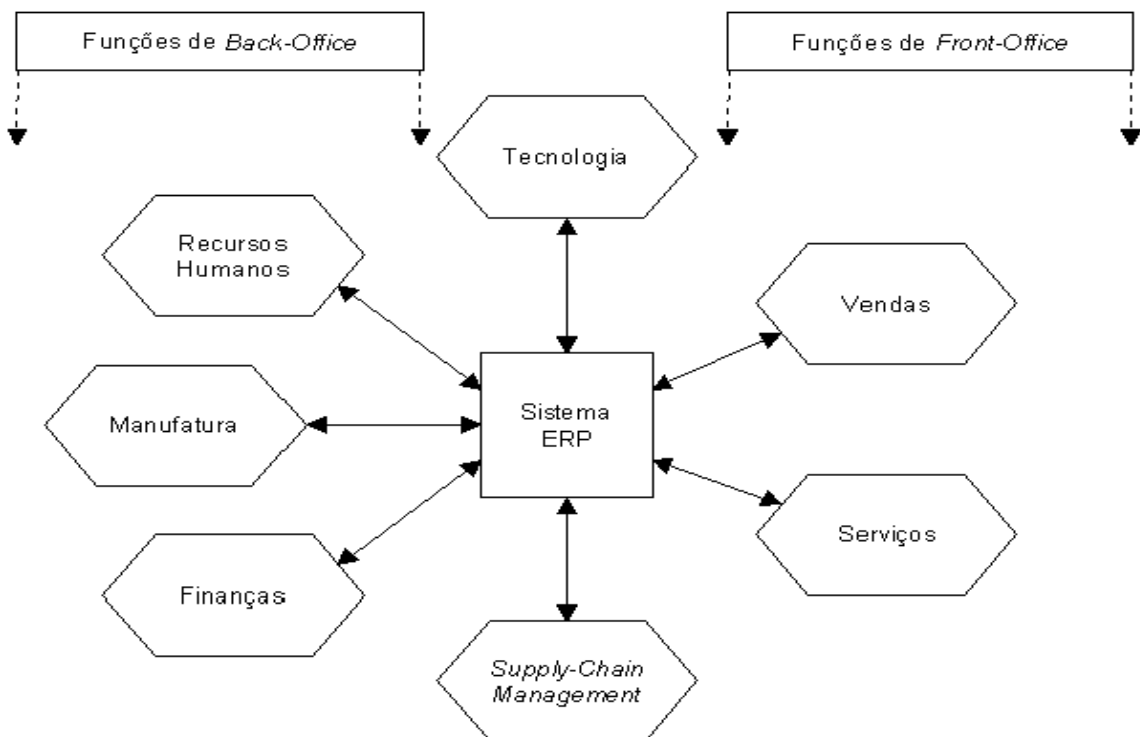 Funções de Back-Office
Funções de Front-Office
Tecnologia
Recursos
Humanos
Vendas
Manufatura
Sistema
ERP
Serviços
Finanças
Supply-Chain
Management